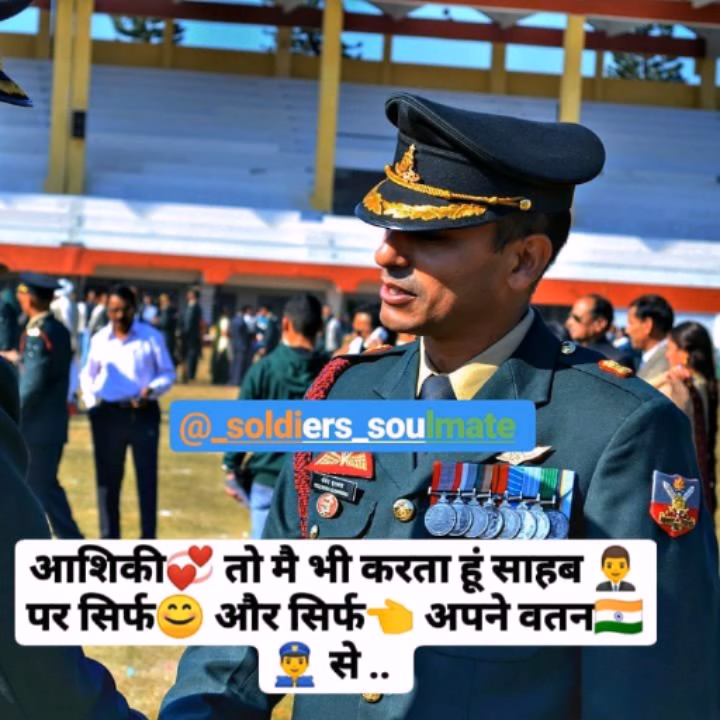 @_soldiers_soulmate
आशिकी💞 तो मै भी करता हूं साहब 👨‍💼
पर सिर्फ😊 और सिर्फ👈 अपने वतन🇮🇳
👮 से ..